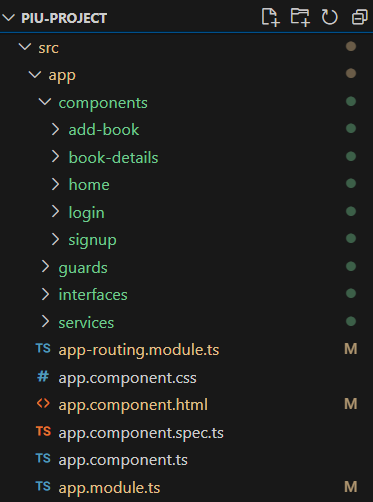 PIU-PROJECT
src
app
components
add-book
book-details
home
login
signup
guards
interfaces
services
TS app-routing.module.ts M
# app.component.css
<> app.component.html M
TS app.component.spec.ts
TS app.component.ts
TS app.module.ts M